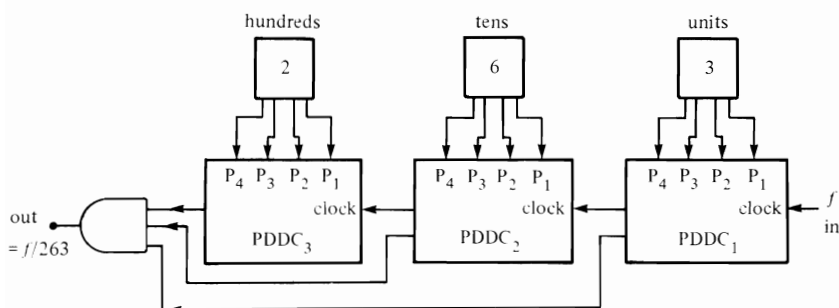 hundreds tens units
2 6 3
P₄ P₃ P₂ P₁ P₄ P₃ P₂ P₁ P₄ P₃ P₂ P₁
f
out clock clock clock in
= f/263 PDDC₃ PDDC₂ PDDC₁